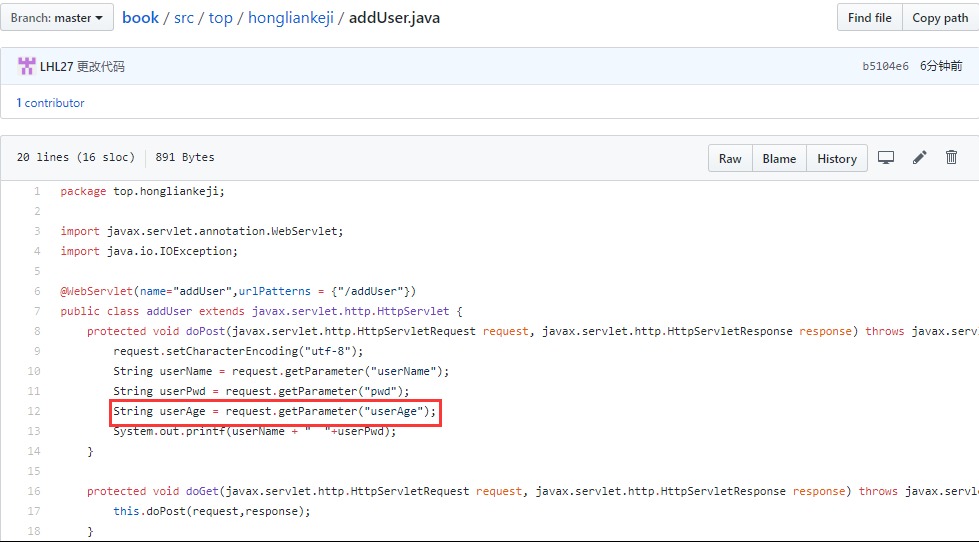 Branch: master book / src / top / hongliankeji / addUser.java Find file Copy path
LHL27 更改代码 b5104e6 6分钟前
1 contributor
20 lines (16 sloc) 891 Bytes Raw Blame History
1 package top.hongliankeji;
2
3 import javax.servlet.annotation.WebServlet;
4 import java.io.IOException;
5
6 @WebServlet(name="addUser",urlPatterns = {"/addUser"})
7 public class addUser extends javax.servlet.http.HttpServlet {
8 protected void doPost(javax.servlet.http.HttpServletRequest request, javax.servlet.http.HttpServletResponse response) throws javax.serv
9 request.setCharacterEncoding("utf-8");
10 String userName = request.getParameter("userName");
11 String userPwd = request.getParameter("pwd");
12 String userAge = request.getParameter("userAge");
13 System.out.printf(userName + "  "+userPwd);
14 }
15
16 protected void doGet(javax.servlet.http.HttpServletRequest request, javax.servlet.http.HttpServletResponse response) throws javax.serv
17 this.doPost(request,response);
18 }